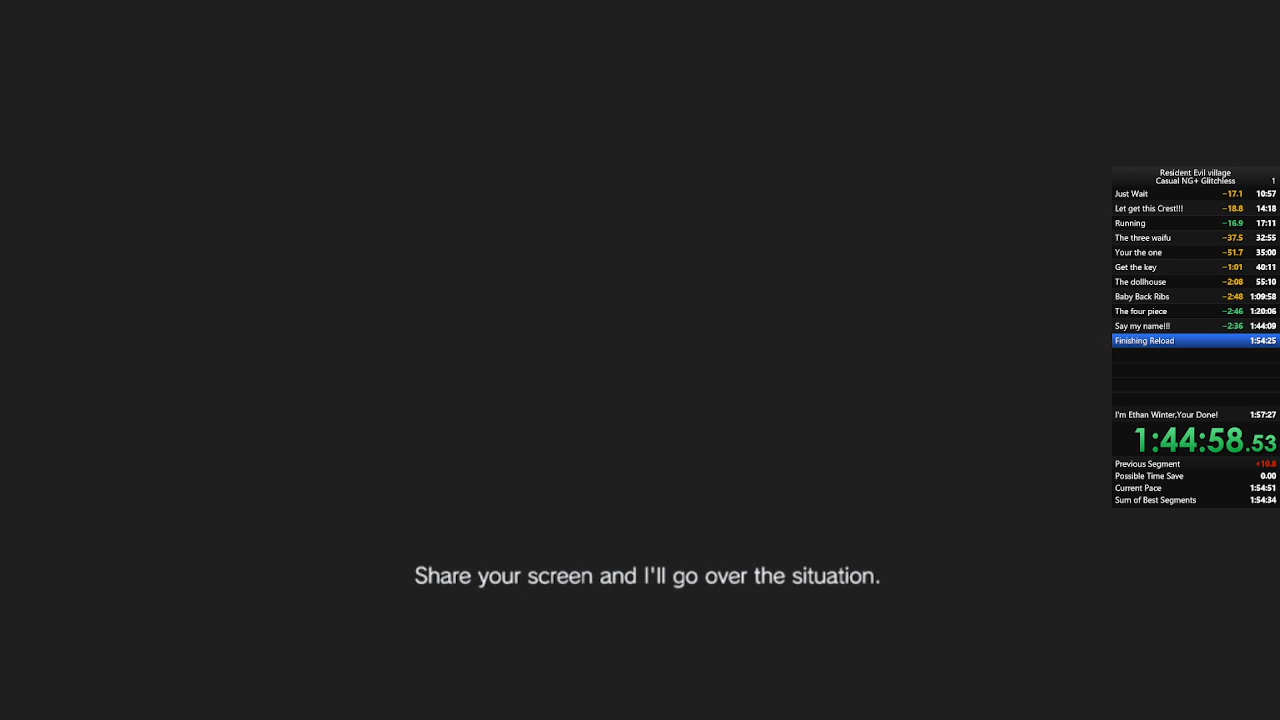 Resident Evil village
Casual NG+ Glitchless 1
Just Wait −17.1 10:57
Let get this Crest!!! −18.8 14:18
Running −16.9 17:11
The three waifu −37.5 32:55
Your the one −51.7 35:00
Get the key −1:01 40:11
The dollhouse −2:08 55:10
Baby Back Ribs −2:48 1:09:58
The four piece −2:46 1:20:06
Say my name!!! −2:36 1:44:09
Finishing Reload 1:54:25
I'm Ethan Winter,Your Done! 1:57:27
1:44:58.53
Previous Segment +10.8
Possible Time Save 0.00
Current Pace 1:54:51
Sum of Best Segments 1:54:34
Share your screen and I'll go over the situation.